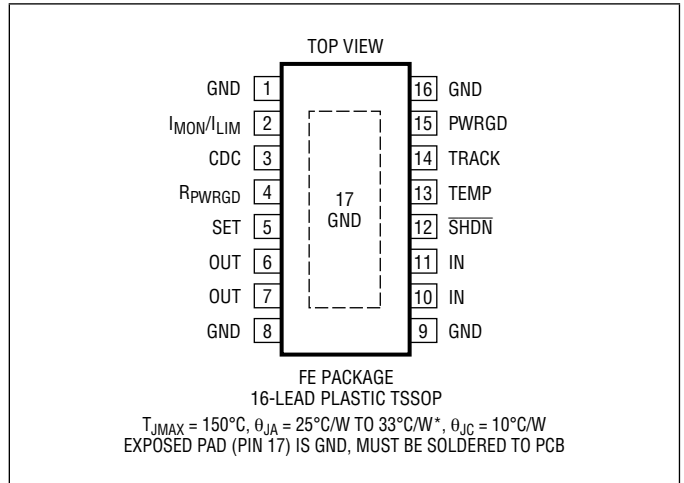 TOP VIEW
GND 1
IMON/ILIM 2
CDC 3
RPWRGD 4
SET 5
OUT 6
OUT 7
GND 8
17
GND
16 GND
15 PWRGD
14 TRACK
13 TEMP
12 SHDN
11 IN
10 IN
9 GND
FE PACKAGE
16-LEAD PLASTIC TSSOP
TJMAX = 150°C, θJA = 25°C/W TO 33°C/W*, θJC = 10°C/W
EXPOSED PAD (PIN 17) IS GND, MUST BE SOLDERED TO PCB